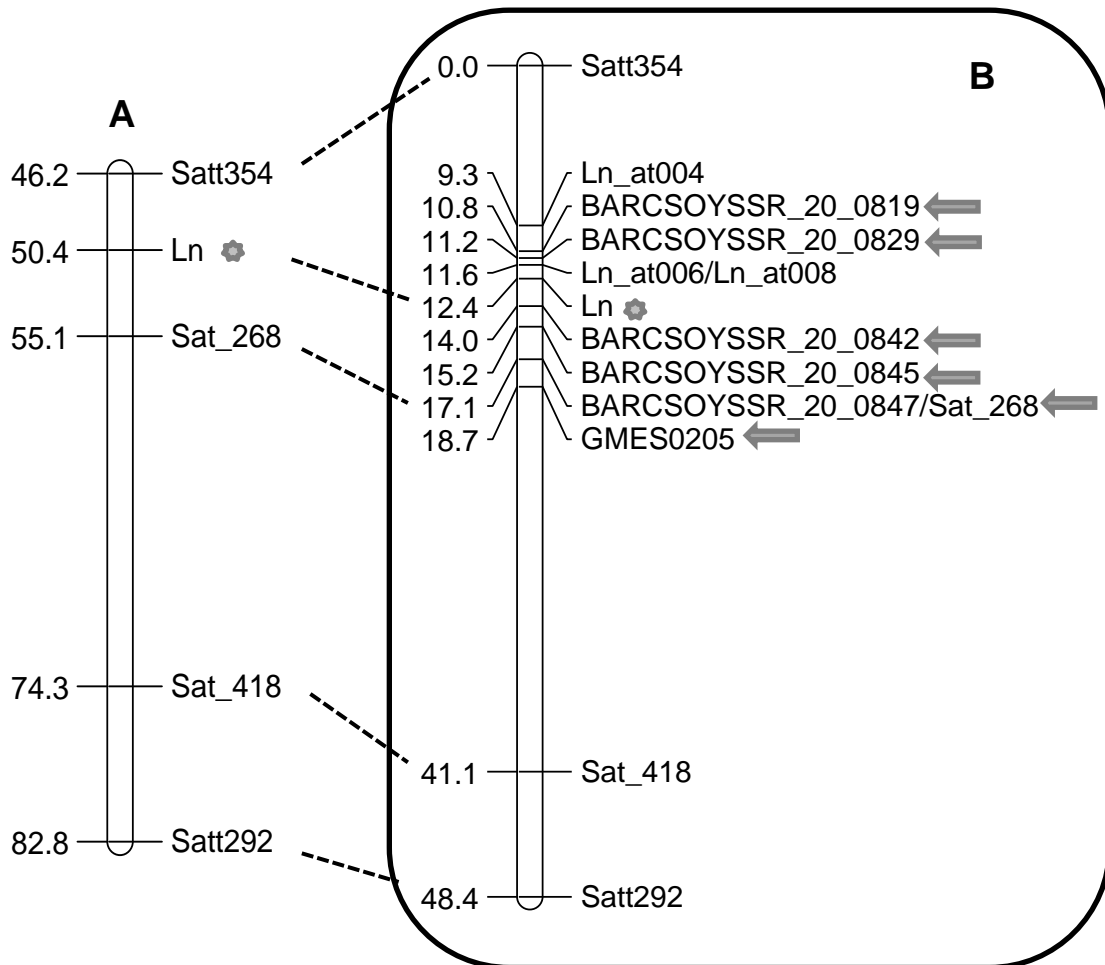 A
46.2 Satt354
50.4 Ln
55.1 Sat_268
74.3 Sat_418
82.8 Satt292
B
0.0 Satt354
9.3 Ln_at004
10.8 BARCSOYSSR_20_0819
11.2 BARCSOYSSR_20_0829
11.6 Ln_at006/Ln_at008
12.4 Ln
14.0 BARCSOYSSR_20_0842
15.2 BARCSOYSSR_20_0845
17.1 BARCSOYSSR_20_0847/Sat_268
18.7 GMES0205
41.1 Sat_418
48.4 Satt292